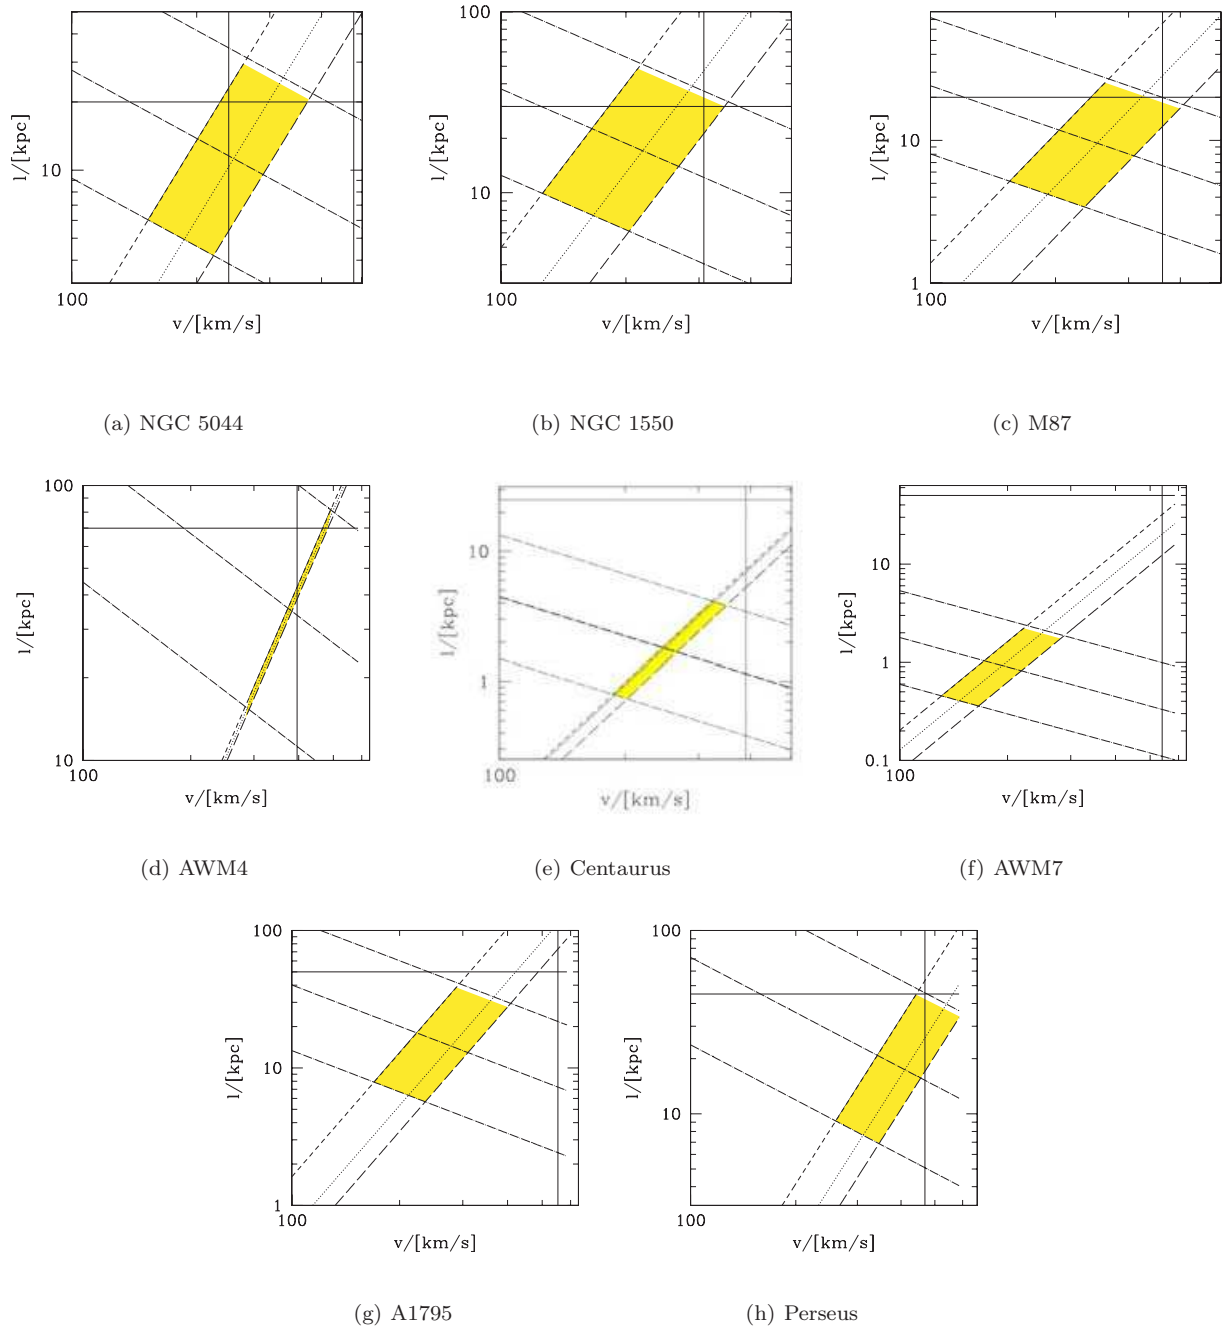 100
10
l/[kpc]
100
v/[km/s]
(a) NGC 5044
100
10
l/[kpc]
100
v/[km/s]
(b) NGC 1550
10
1
l/[kpc]
100
v/[km/s]
(c) M87
100
10
l/[kpc]
100
v/[km/s]
(d) AWM4
10
1
l/[kpc]
100
v/[km/s]
(e) Centaurus
10
1
0.1
l/[kpc]
100
v/[km/s]
(f) AWM7
100
10
1
l/[kpc]
100
v/[km/s]
(g) A1795
100
10
l/[kpc]
100
v/[km/s]
(h) Perseus